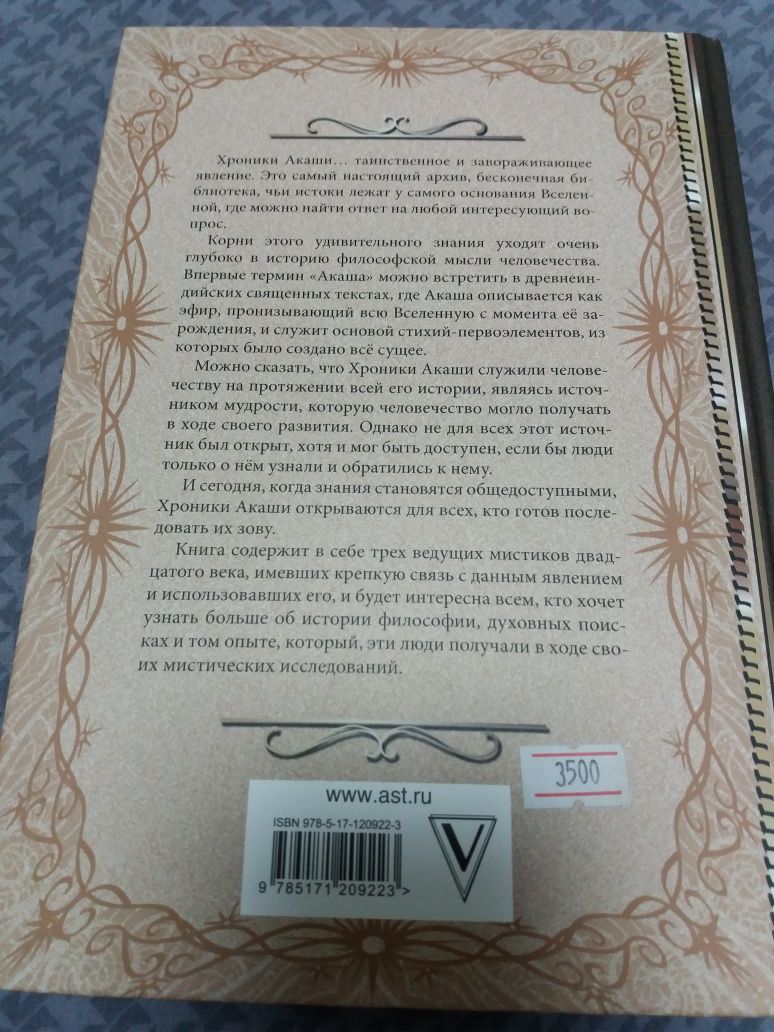 Хроники Акаши... таинственное и завораживающее
явление. Это самый настоящий архив, бесконечная би-
блиотека, чьи истоки лежат у самого основания Вселен-
ной, где можно найти ответ на любой интересующий во-
прос.
Корни этого удивительного знания уходят очень
глубоко в историю философской мысли человечества.
Впервые термин «Акаша» можно встретить в древнеин-
дийских священных текстах, где Акаша описывается как
эфир, пронизывающий всю Вселенную с момента её за-
рождения, и служит основой стихий-первоэлементов, из
которых было создано всё сущее.
Можно сказать, что Хроники Акаши служили челове-
честву на протяжении всей его истории, являясь источ-
ником мудрости, которую человечество могло получать
в ходе своего развития. Однако не для всех этот источ-
ник был открыт, хотя и мог быть доступен, если бы люди
только о нём узнали и обратились к нему.
И сегодня, когда знания становятся общедоступными,
Хроники Акаши открываются для всех, кто готов после-
довать их зову.
Книга содержит в себе трех ведущих мистиков двад-
цатого века, имевших крепкую связь с данным явлением
и использовавших его, и будет интересна всем, кто хочет
узнать больше об истории философии, духовных поис-
ках и том опыте, который, эти люди получали в ходе сво-
их мистических исследований.
3500
www.ast.ru
ISBN 978-5-17-120922-3
9 785171 209223>
V